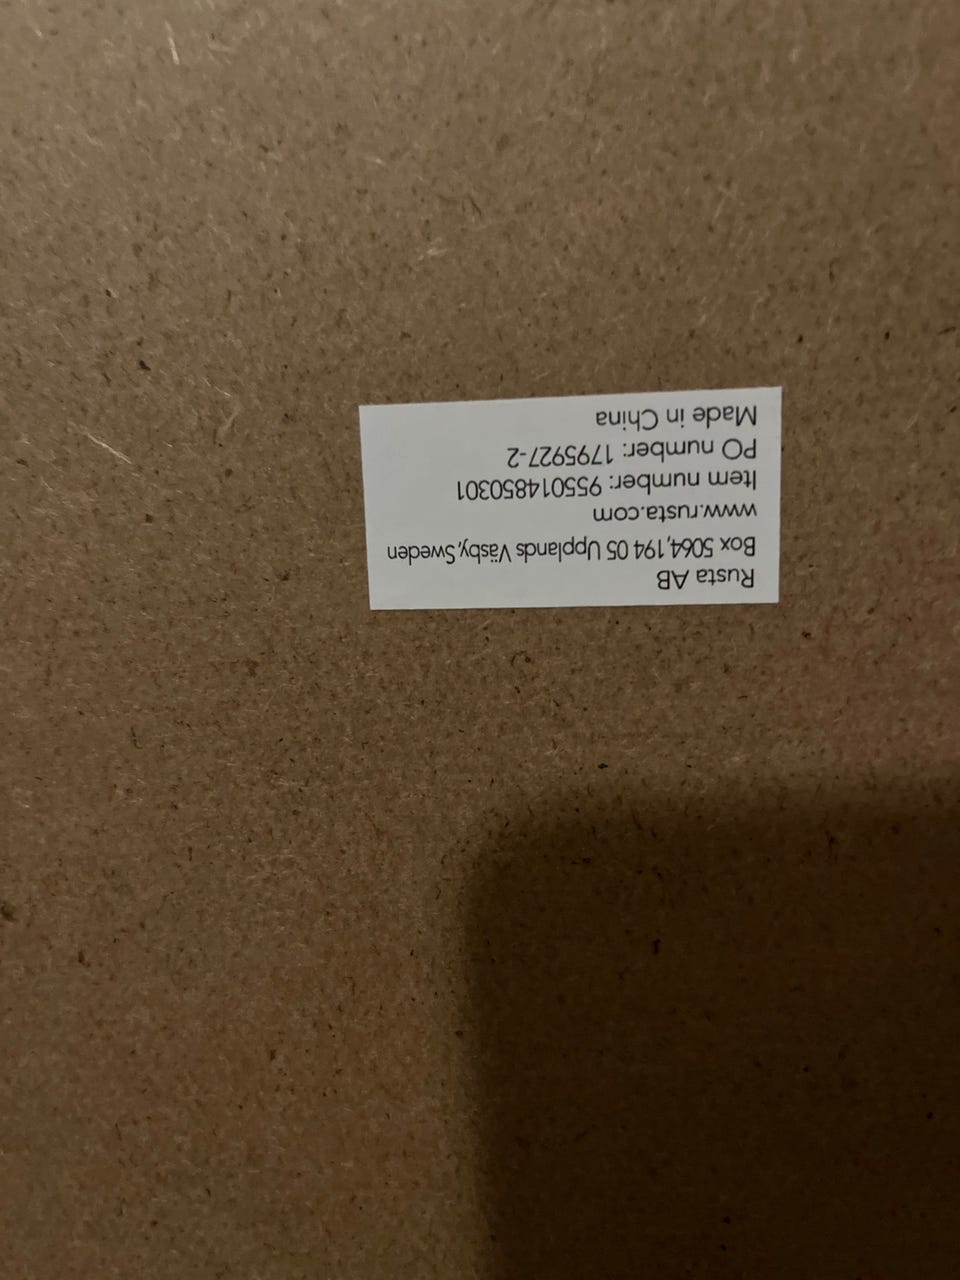 Rusta AB
Box 5064,194 05 Upplands Väsby,Sweden
www.rusta.com
Item number: 955014850301
PO number: 1795927-2
Made in China